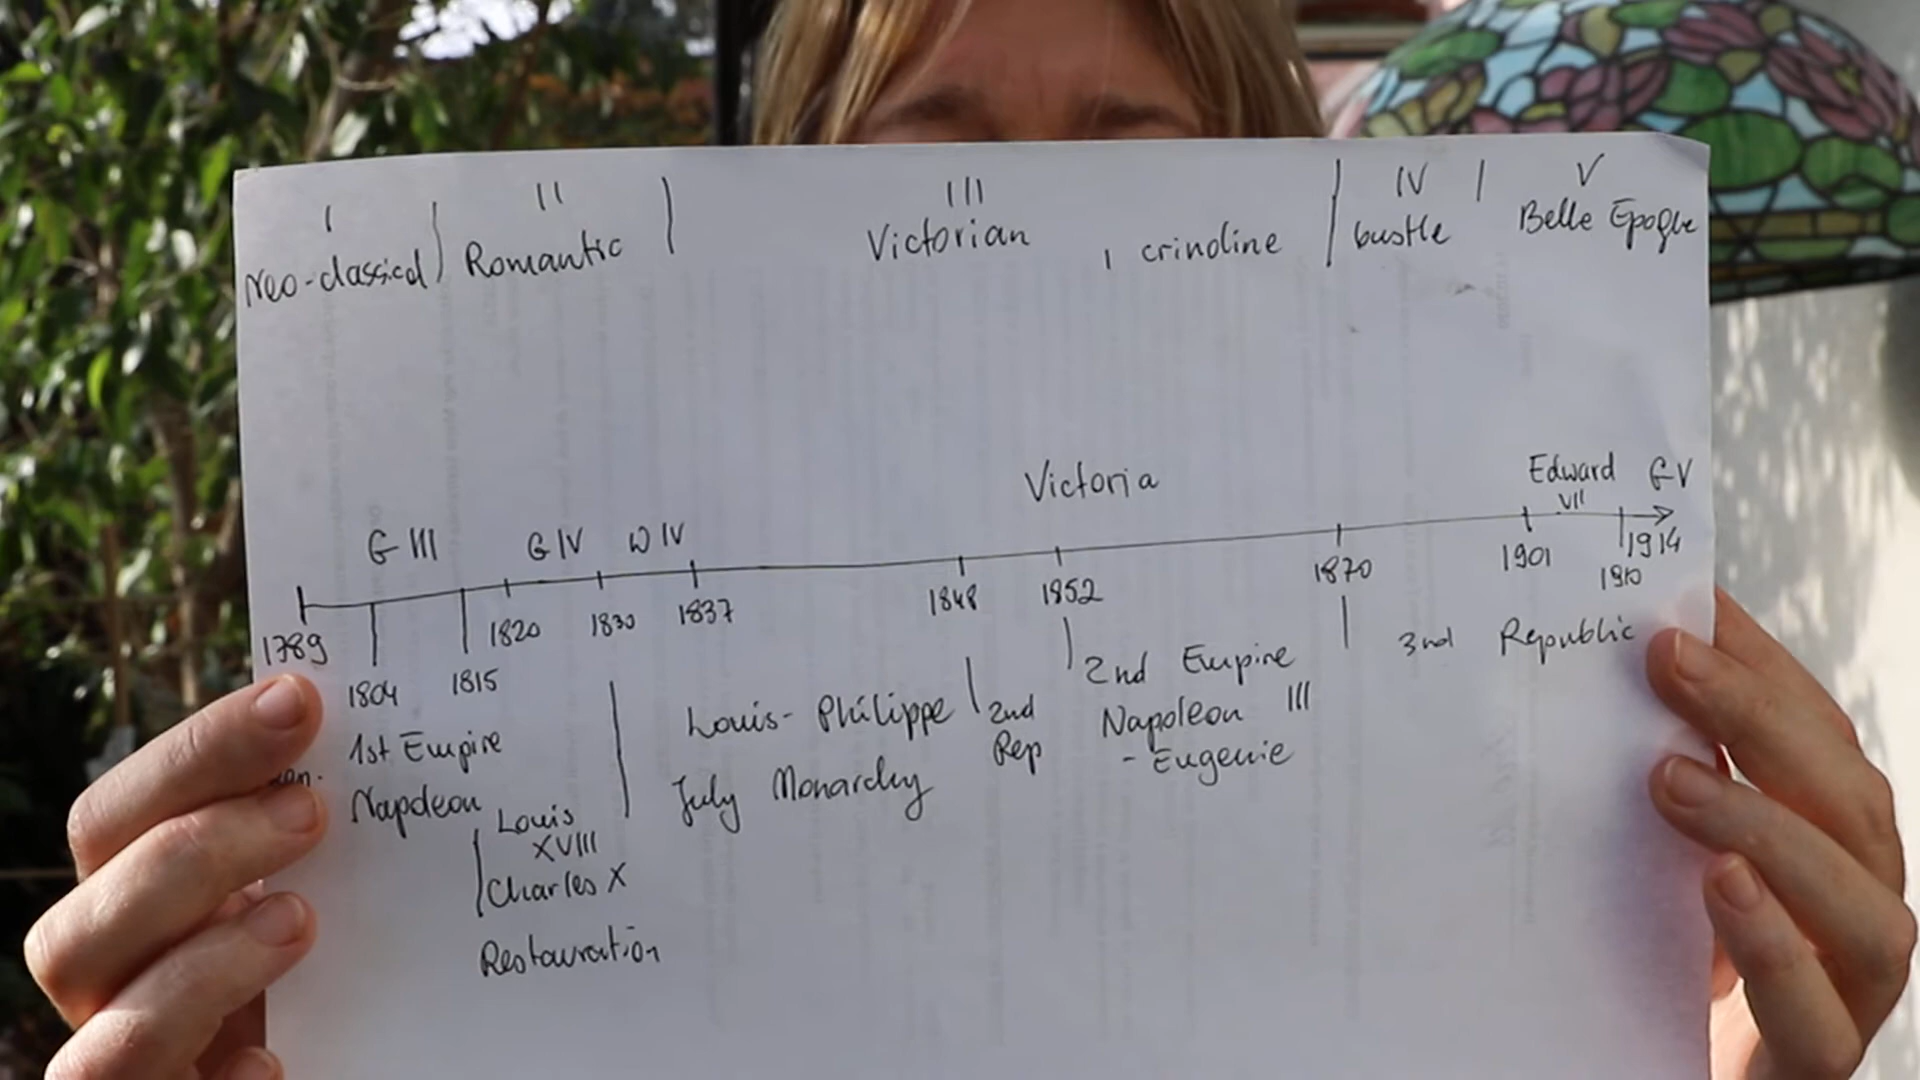 I II III IV V
Neo-classical Romantic Victorian crinoline bustle Belle Epoque
Victoria Edward VII G V
G III G IV W IV
1789 1804 1815 1820 1830 1837 1848 1852 1870 1901 1910 1914
1st Empire
Napoleon
Louis XVIII
Charles X
Restauration
Louis-Philippe
July Monarchy
2nd
Rep
2nd Empire
Napoleon III
- Eugenie
3nd Republic